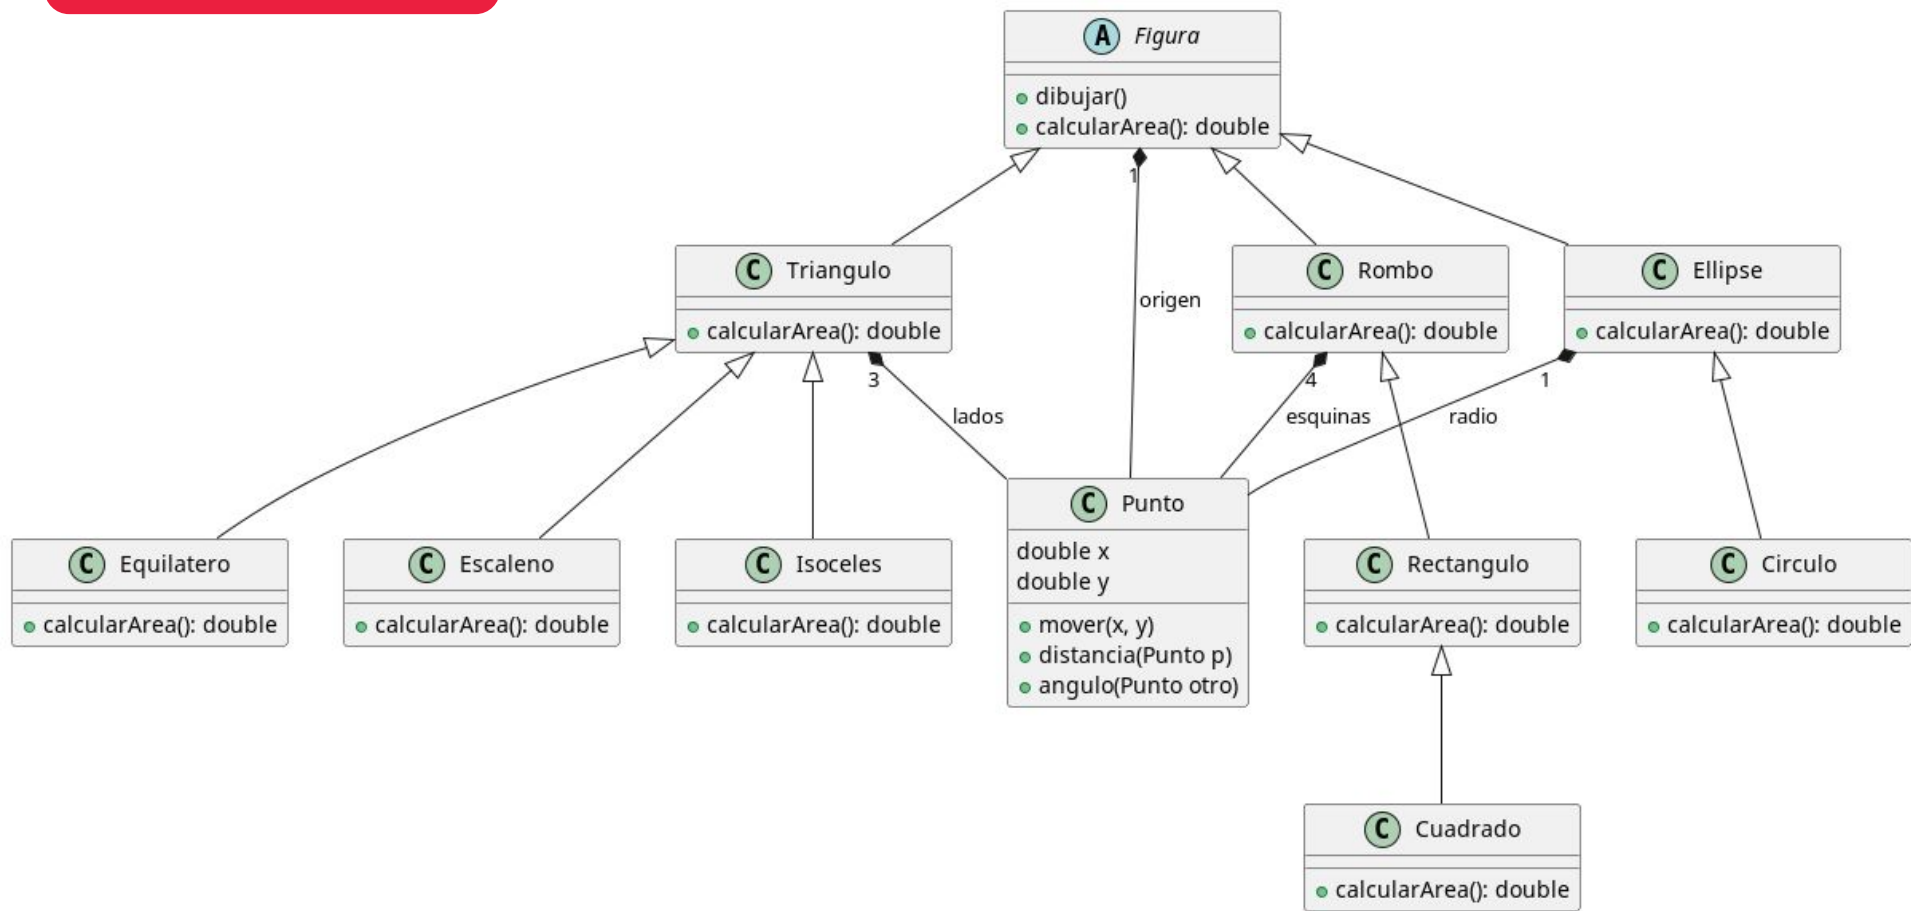 A Figura
+ dibujar()
+ calcularArea(): double
1
C Triangulo
+ calcularArea(): double
3
lados
origen
C Rombo
+ calcularArea(): double
4
esquinas
C Ellipse
+ calcularArea(): double
1
radio
C Equilatero
+ calcularArea(): double
C Escaleno
+ calcularArea(): double
C Isoceles
+ calcularArea(): double
C Punto
double x
double y
+ mover(x, y)
+ distancia(Punto p)
+ angulo(Punto otro)
C Rectangulo
+ calcularArea(): double
C Circulo
+ calcularArea(): double
C Cuadrado
+ calcularArea(): double